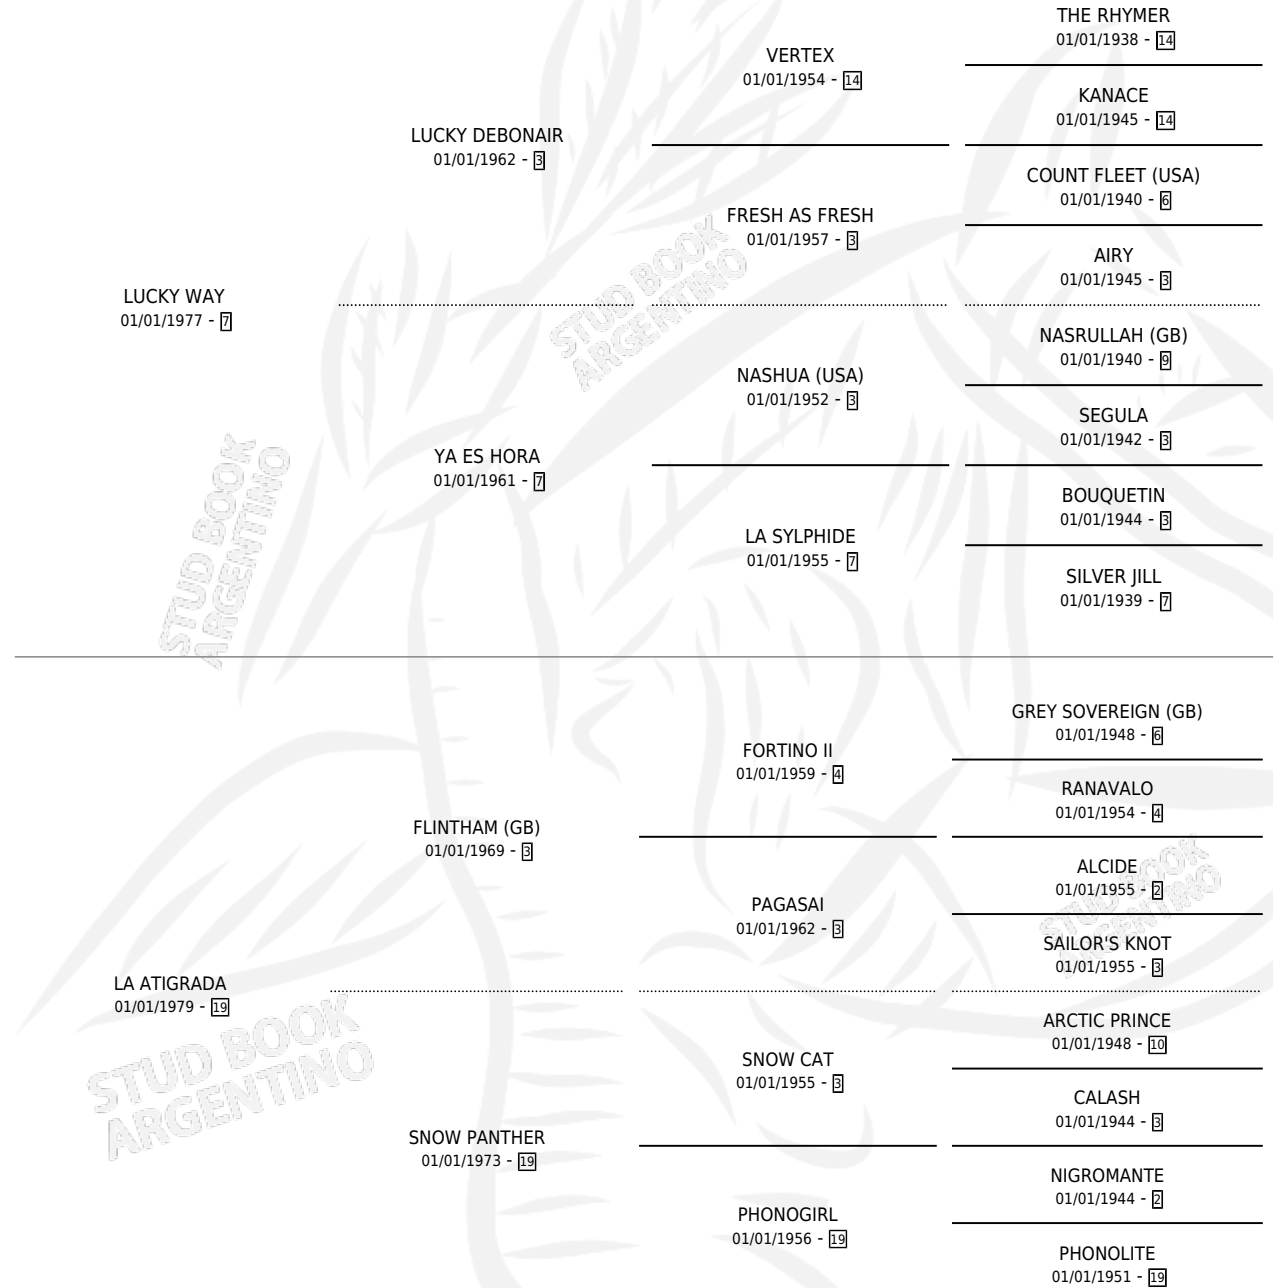 THE RHYMER
01/01/1938 - 14
VERTEX
01/01/1954 - 14
KANACE
01/01/1945 - 14
LUCKY DEBONAIR
01/01/1962 - 3
COUNT FLEET (USA)
01/01/1940 - 6
FRESH AS FRESH
01/01/1957 - 3
AIRY
01/01/1945 - 3
LUCKY WAY
01/01/1977 - 7
NASRULLAH (GB)
01/01/1940 - 9
NASHUA (USA)
01/01/1952 - 3
SEGULA
01/01/1942 - 3
YA ES HORA
01/01/1961 - 7
BOUQUETIN
01/01/1944 - 3
LA SYLPHIDE
01/01/1955 - 7
SILVER JILL
01/01/1939 - 7
GREY SOVEREIGN (GB)
01/01/1948 - 6
FORTINO II
01/01/1959 - 4
RANAVALO
01/01/1954 - 4
FLINTHAM (GB)
01/01/1969 - 3
ALCIDE
01/01/1955 - 2
PAGASAI
01/01/1962 - 3
SAILOR'S KNOT
01/01/1955 - 3
LA ATIGRADA
01/01/1979 - 19
ARCTIC PRINCE
01/01/1948 - 10
SNOW CAT
01/01/1955 - 3
CALASH
01/01/1944 - 3
SNOW PANTHER
01/01/1973 - 19
NIGROMANTE
01/01/1944 - 2
PHONOGIRL
01/01/1956 - 19
PHONOLITE
01/01/1951 - 19
STUD BOOK
ARGENTINO
STUD BOOK
ARGENTINO
STUD BOOK
ARGENTINO
STUD BOOK
ARGENTINO